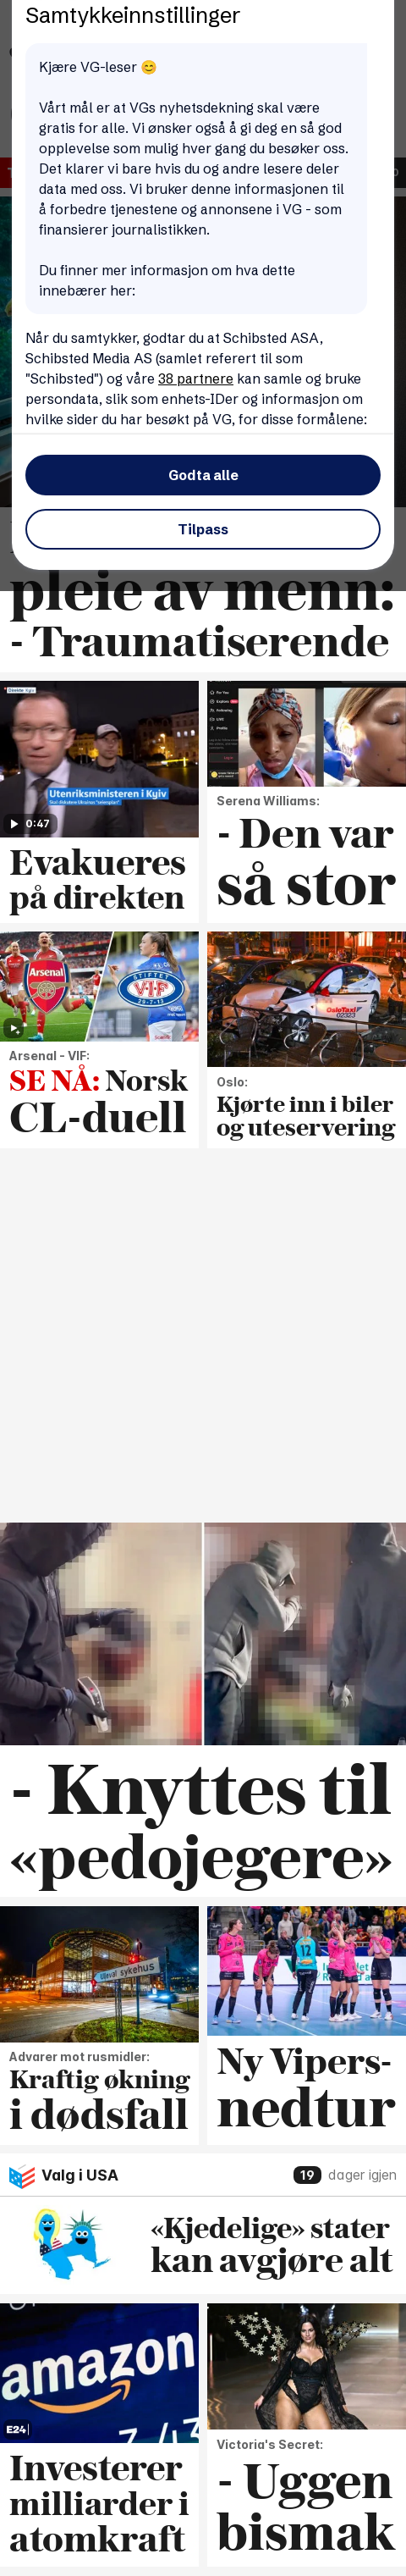 Samtykkeinnstillinger
Kjære VG-leser 😊
Vårt mål er at VGs nyhetsdekning skal være
gratis for alle. Vi ønsker også å gi deg en så god
opplevelse som mulig hver gang du besøker oss.
Det klarer vi bare hvis du og andre lesere deler
data med oss. Vi bruker denne informasjonen til
å forbedre tjenestene og annonsene i VG - som
finansierer journalistikken.
Du finner mer informasjon om hva dette
innebærer her:
Når du samtykker, godtar du at Schibsted ASA,
Schibsted Media AS (samlet referert til som
"Schibsted") og våre 38 partnere kan samle og bruke
persondata, slik som enhets-IDer og informasjon om
hvilke sider du har besøkt på VG, for disse formålene:
Godta alle
Tilpass
pleie av menn:
- Traumatiserende
Utenriksministeren i Kyiv
0:47
Evakueres
på direkten
Serena Williams:
- Den var
så stor
Arsenal
STIFTET
VIF
29-7-13
Arsenal - VIF:
SE NÅ: Norsk
CL-duell
OsloTaxi
02323
Oslo:
Kjørte inn i biler
og uteservering
- Knyttes til
«pedojegere»
Ullevål sykehus
Advarer mot rusmidler:
Kraftig økning
i dødsfall
12
Ny Vipers-
nedtur
Valg i USA
19 dager igjen
«Kjedelige» stater
kan avgjøre alt
amazon
E24
Investerer
milliarder i
atomkraft
Victoria's Secret:
- Uggen
bismak